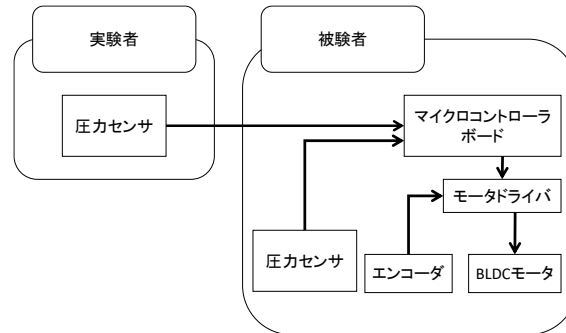 実験者
被験者
圧力センサ
マイクロコントローラ
ボード
モータドライバ
圧力センサ
エンコーダ
BLDCモータ